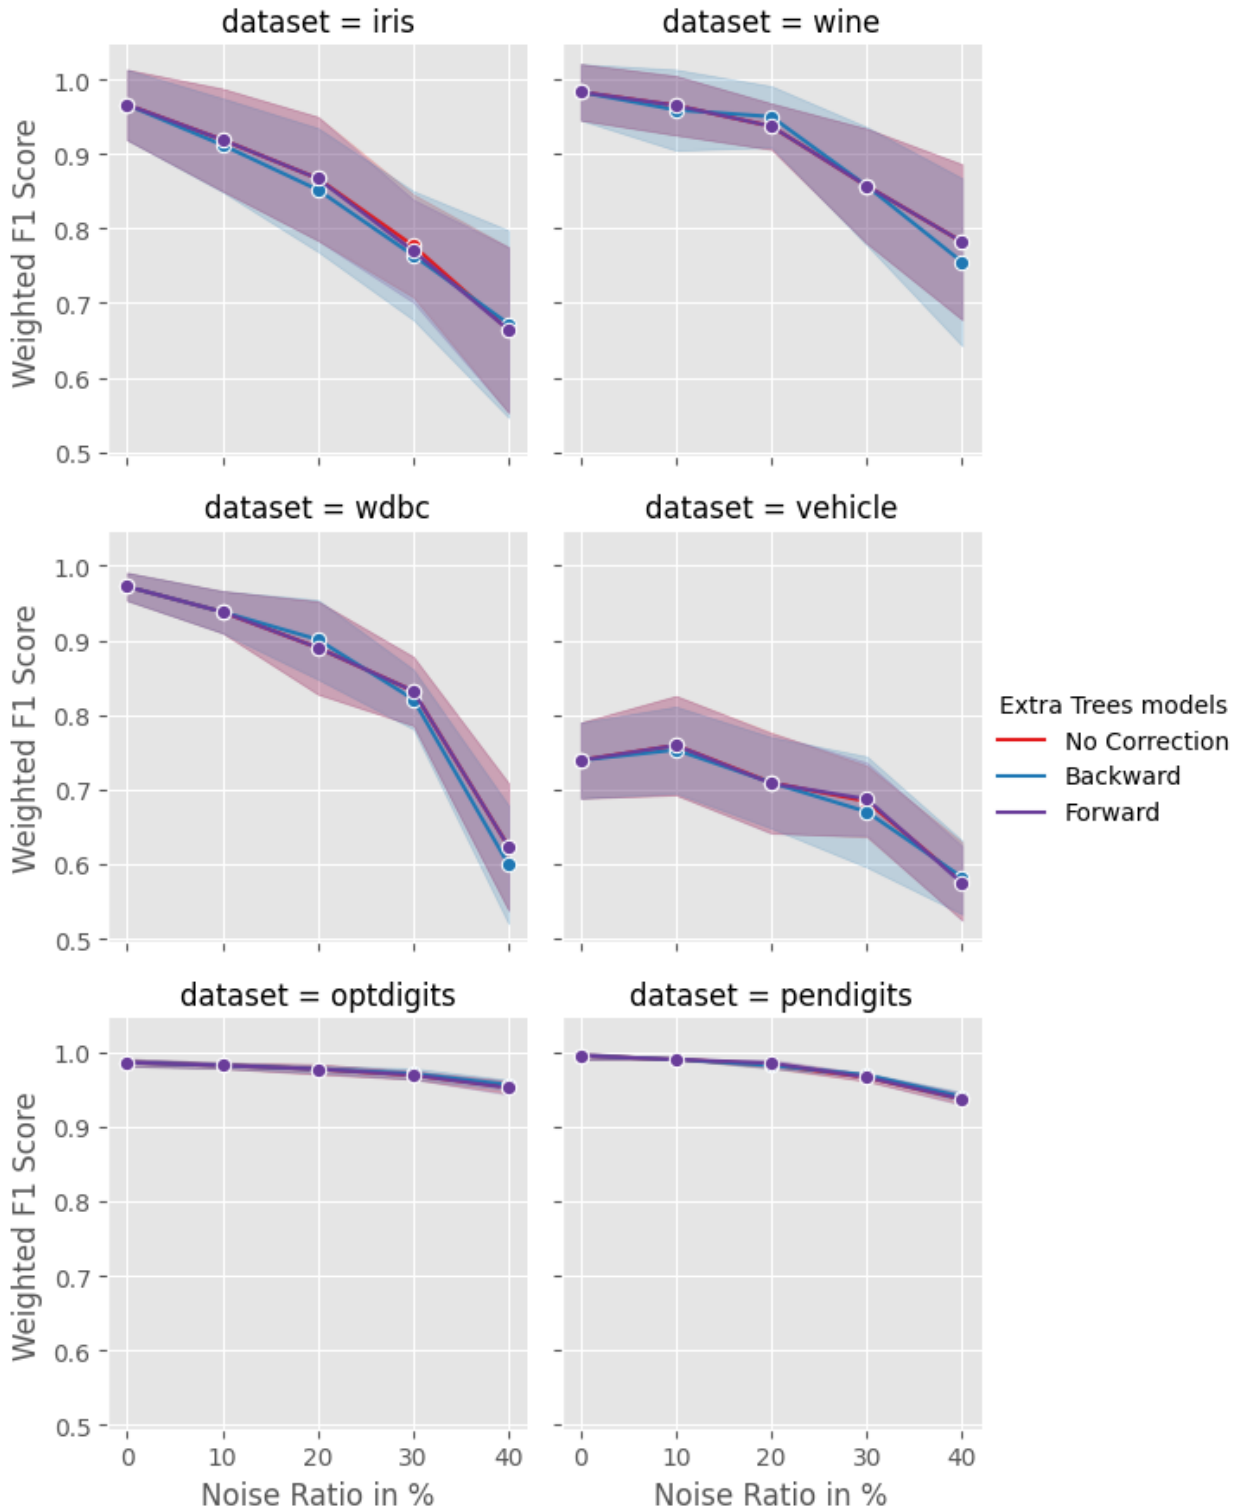 dataset = iris
dataset = wine
Weighted F1 Score
1.0
0.9
0.8
0.7
0.6
0.5
dataset = wdbc
dataset = vehicle
Weighted F1 Score
1.0
0.9
0.8
0.7
0.6
0.5
Extra Trees models
No Correction
Backward
Forward
dataset = optdigits
dataset = pendigits
Weighted F1 Score
1.0
0.9
0.8
0.7
0.6
0.5
0 10 20 30 40
0 10 20 30 40
Noise Ratio in %
Noise Ratio in %